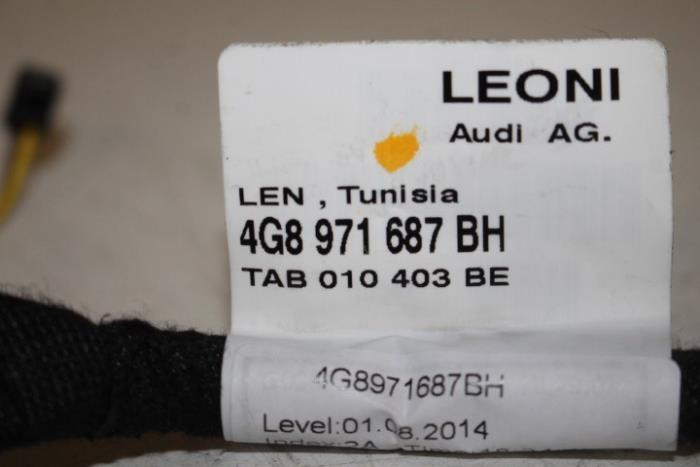 LEONI
Audi AG.
LEN , Tunisia
4G8 971 687 BH
TAB 010 403 BE
4G8971687BH
Level:01.08.2014